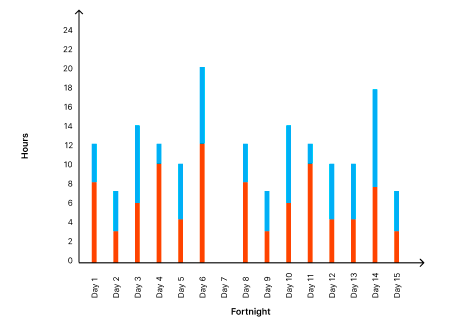 24
22
20
18
16
14
12
10
8
6
4
2
0
Hours
Day 1
Day 2
Day 3
Day 4
Day 5
Day 6
Day 7
Day 8
Day 9
Day 10
Day 11
Day 12
Day 13
Day 14
Day 15
Fortnight